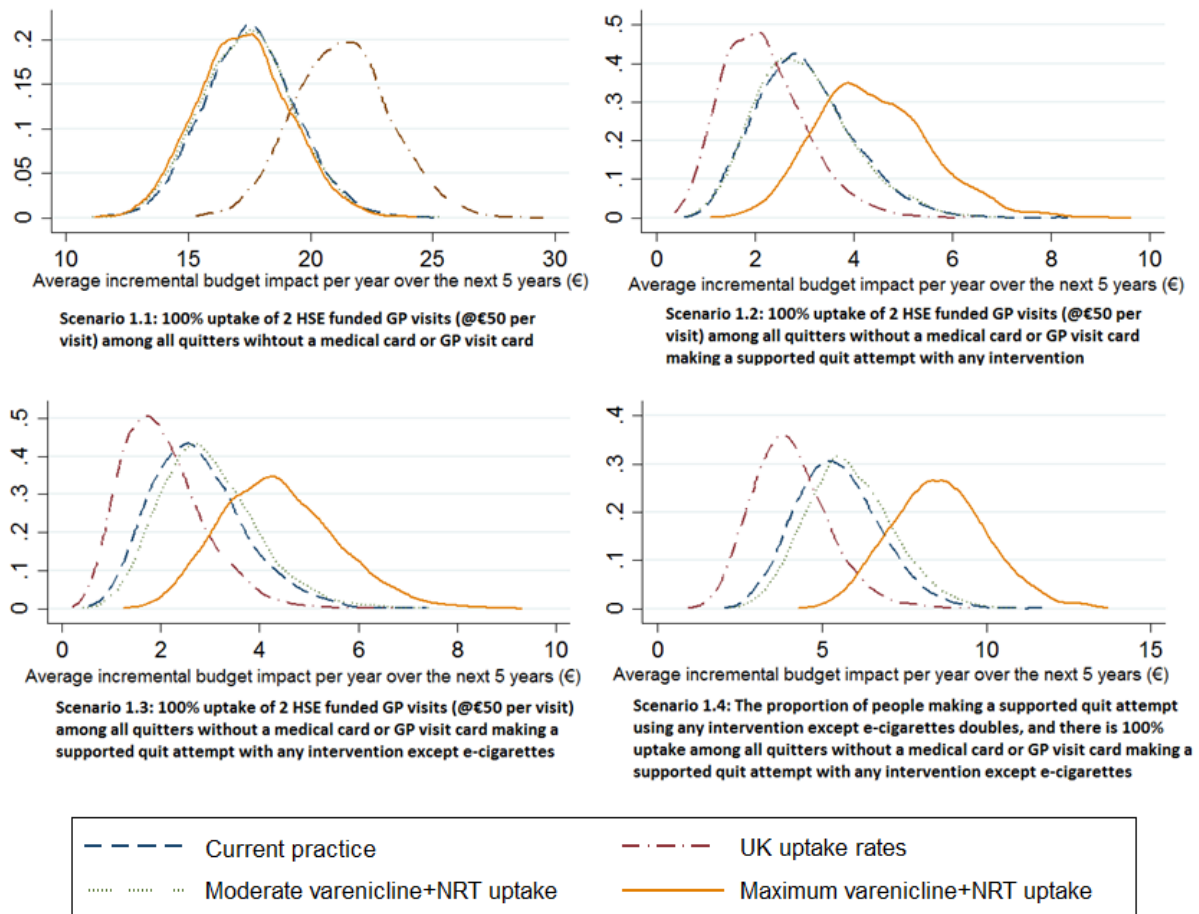 .2
.15
.1
.05
0
10 15 20 25 30
Average incremental budget impact per year over the next 5 years (€)
Scenario 1.1: 100% uptake of 2 HSE funded GP visits (@€50 per
visit) among all quitters wihtout a medical card or GP visit card
.5
.4
.3
.2
.1
0
0 2 4 6 8 10
Average incremental budget impact per year over the next 5 years (€)
Scenario 1.2: 100% uptake of 2 HSE funded GP visits (@€50 per
visit) among all quitters without a medical card or GP visit card
making a supported quit attempt with any intervention
.5
.4
.3
.2
.1
0
0 2 4 6 8 10
Average incremental budget impact per year over the next 5 years (€)
Scenario 1.3: 100% uptake of 2 HSE funded GP visits (@€50 per visit)
among all quitters without a medical card or GP visit card making a
supported quit attempt with any intervention except e-cigarettes
.4
.3
.2
.1
0
0 5 10 15
Average incremental budget impact per year over the next 5 years (€)
Scenario 1.4: The proportion of people making a supported quit attempt
using any intervention except e-cigarettes doubles, and there is 100%
uptake among all quitters without a medical card or GP visit card making a
supported quit attempt with any intervention except e-cigarettes
Current practice
UK uptake rates
Moderate varenicline+NRT uptake
Maximum varenicline+NRT uptake